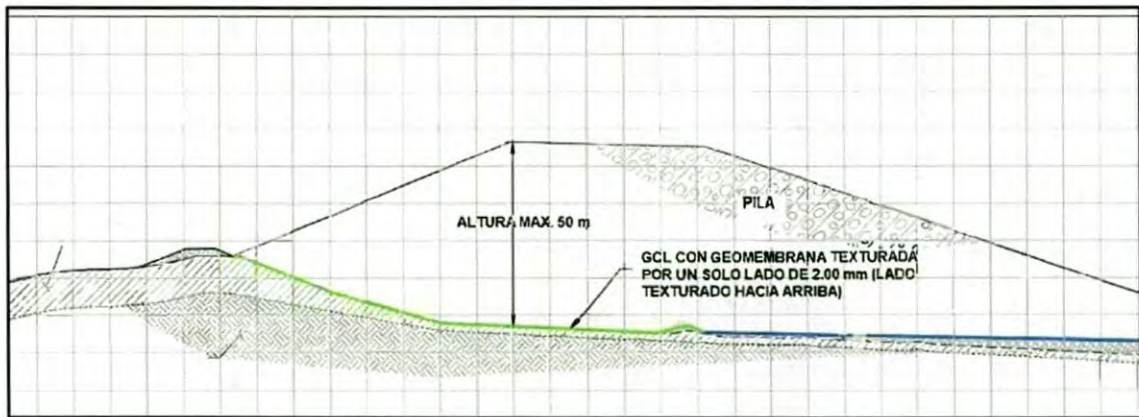 ALTURA MAX. 50 m
PILA
GCL CON GEOMEMBRANA TEXTURADA
POR UN SOLO LADO DE 2.00 mm (LADO
TEXTURADO HACIA ARRIBA)